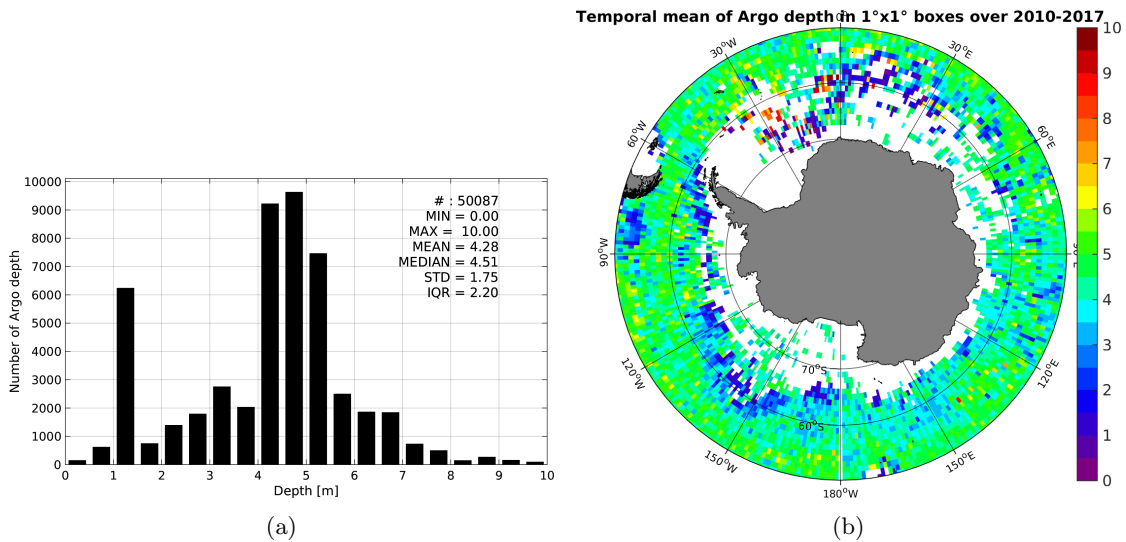 Temporal mean of Argo depth in 1°x1° boxes over 2010-2017
Number of Argo depth
10000
9000
8000
7000
6000
5000
4000
3000
2000
1000
0
# : 50087
MIN = 0.00
MAX = 10.00
MEAN = 4.28
MEDIAN = 4.51
STD = 1.75
IQR = 2.20
0 1 2 3 4 5 6 7 8 9 10
Depth [m]
(a)
30°W
30°E
60°W
60°E
90°W
120°W
120°E
150°W
150°E
180°W
70°S
60°S
10
9
8
7
6
5
4
3
2
1
0
(b)